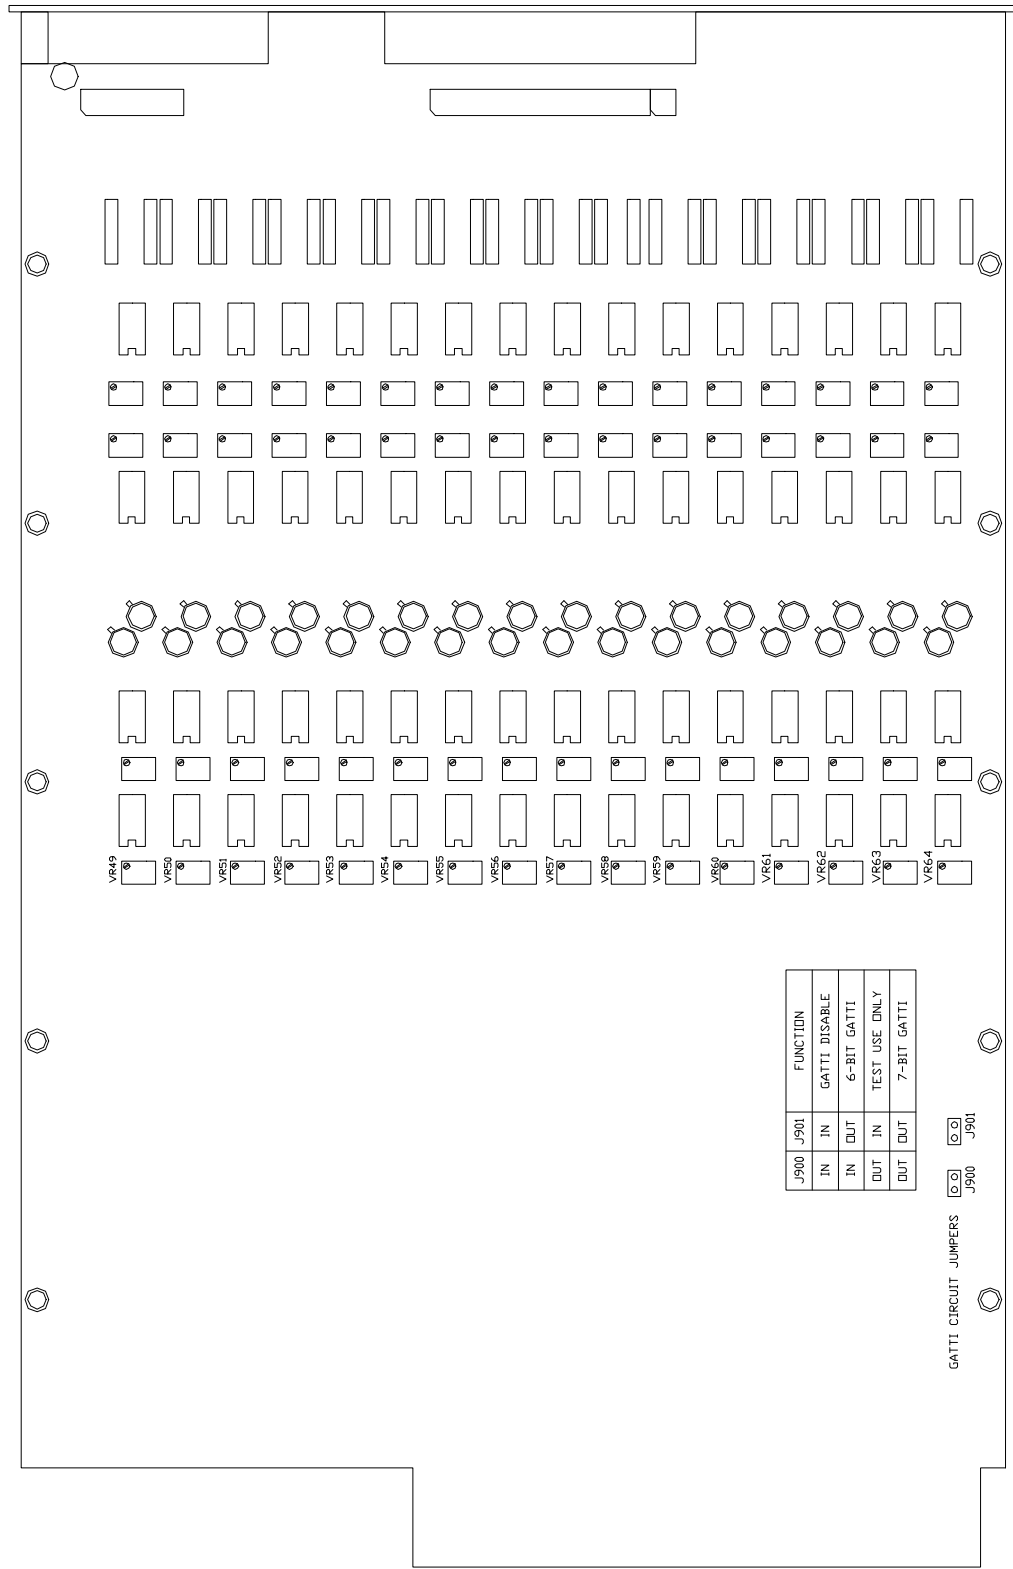 VR49
VR50
VR51
VR52
VR53
VR54
VR55
VR56
VR57
VR58
VR59
VR60
VR61
VR62
VR63
VR64
J900 J901 FUNCTION
IN IN GATTI DISABLE
IN OUT 6-BIT GATTI
OUT IN TEST USE ONLY
OUT OUT 7-BIT GATTI
GATTI CIRCUIT JUMPERS
J900
J901